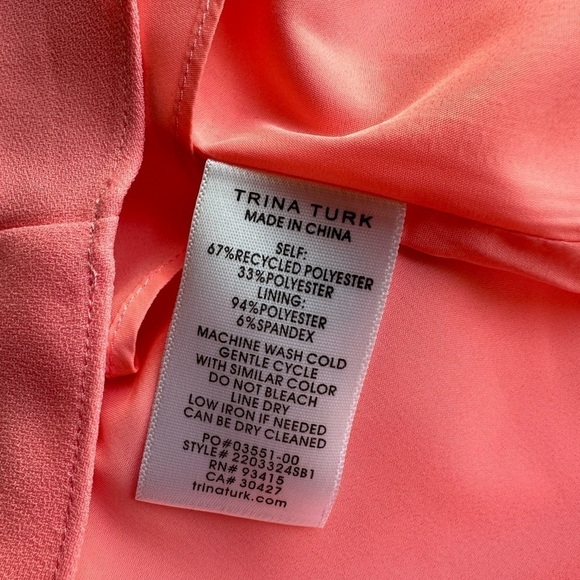 TRINA TURK
MADE IN CHINA
SELF:
67%RECYCLED POLYESTER
33%POLYESTER
LINING:
94%POLYESTER
6%SPANDEX
MACHINE WASH COLD
GENTLE CYCLE
WITH SIMILAR COLOR
DO NOT BLEACH
LINE DRY
LOW IRON IF NEEDED
CAN BE DRY CLEANED
PO#03551-00
STYLE# 2203324SB1
RN# 93415
CA# 30427
trinaturk.com